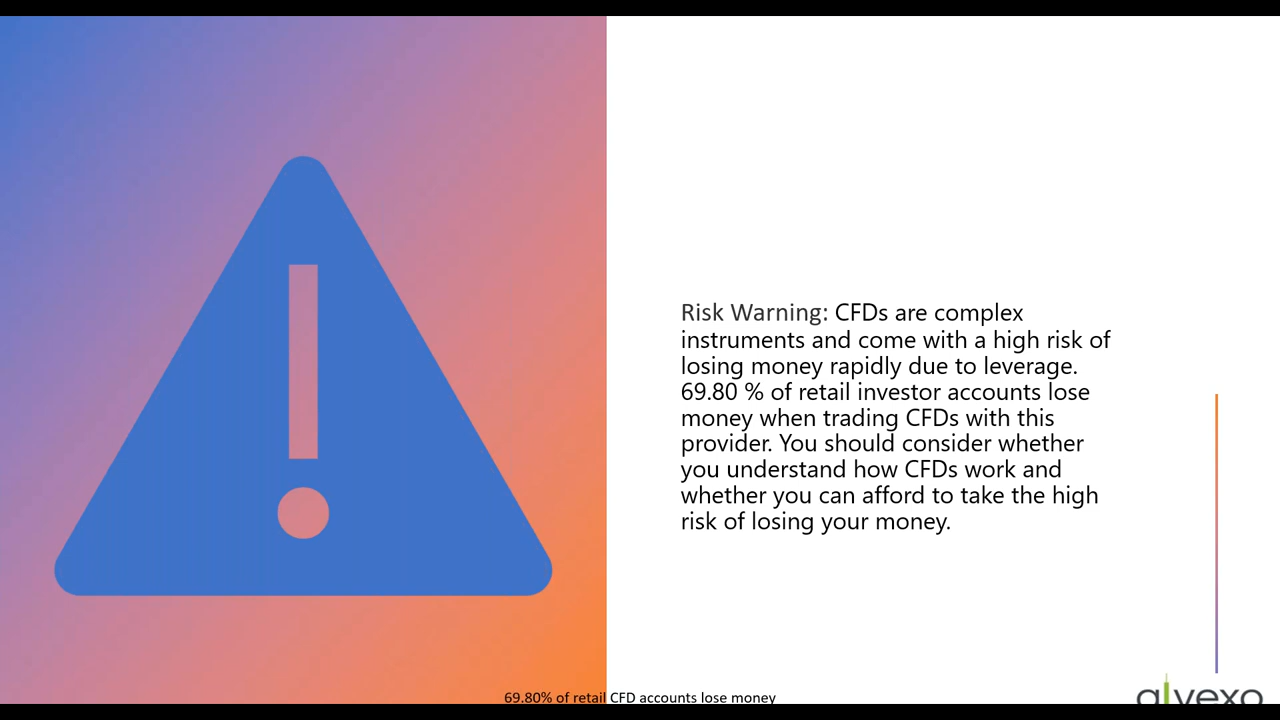 Risk Warning: CFDs are complex
instruments and come with a high risk of
losing money rapidly due to leverage.
69.80 % of retail investor accounts lose
money when trading CFDs with this
provider. You should consider whether
you understand how CFDs work and
whether you can afford to take the high
risk of losing your money.
69.80% of retail CFD accounts lose money
alvexo